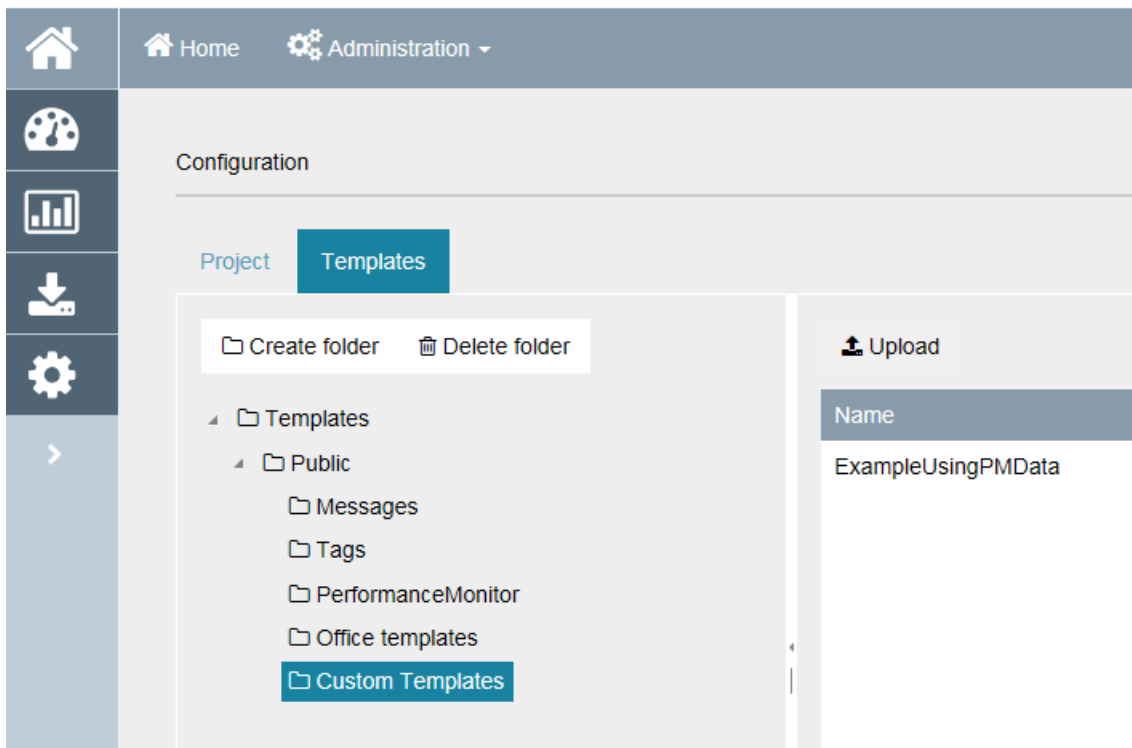 Home Administration
Configuration
Project Templates
Create folder Delete folder
Upload
Templates
Name
Public
ExampleUsingPMData
Messages
Tags
PerformanceMonitor
Office templates
Custom Templates